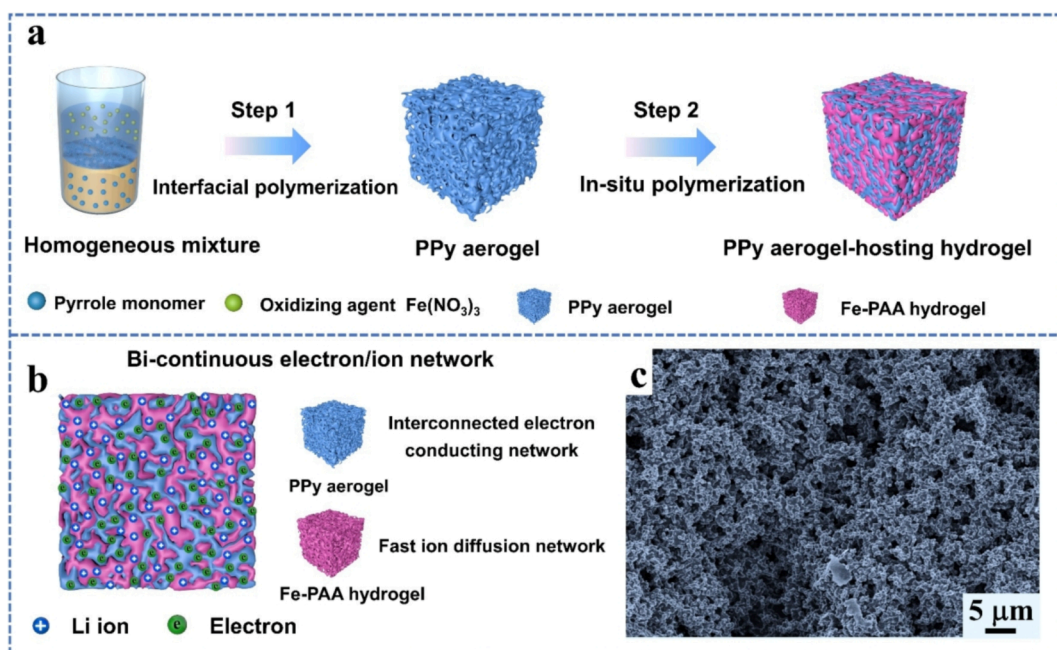 a
Step 1
Interfacial polymerization
Step 2
In-situ polymerization
Homogeneous mixture
PPy aerogel
PPy aerogel-hosting hydrogel
Pyrrole monomer
Oxidizing agent Fe(NO₃)₃
PPy aerogel
Fe-PAA hydrogel
b
Bi-continuous electron/ion network
Interconnected electron
conducting network
PPy aerogel
Fast ion diffusion network
Fe-PAA hydrogel
Li ion
e Electron
c
5 μm